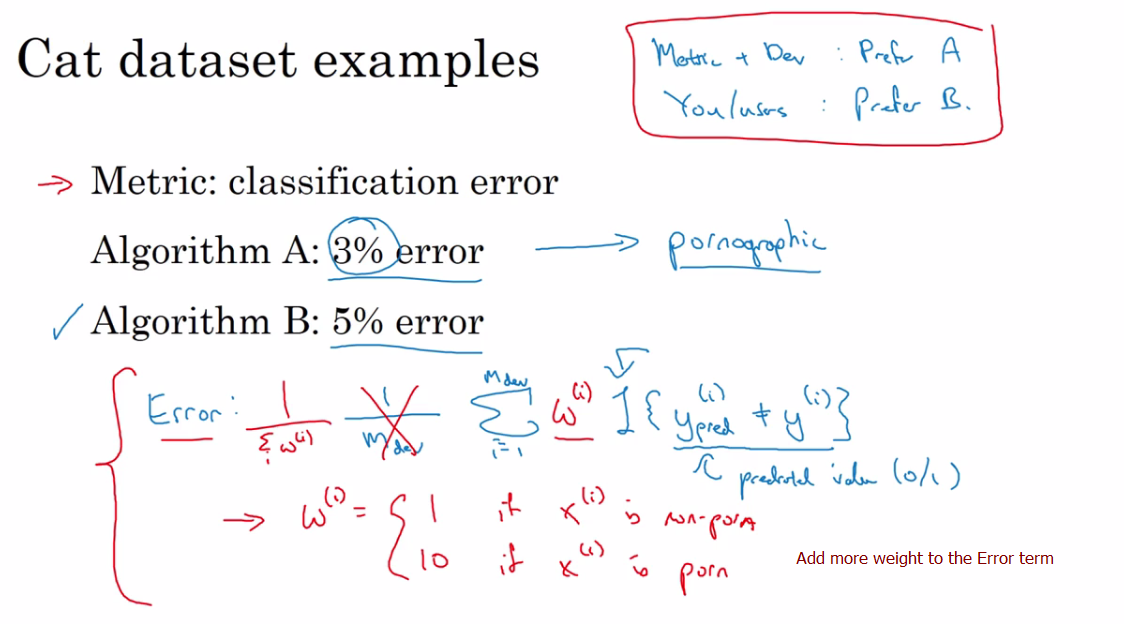 Cat dataset examples
Metric + Dev : Prefer A
You/users : Prefer B.
→ Metric: classification error
Algorithm A: 3% error → pornographic
✓ Algorithm B: 5% error
Error: 1/Σᵢ w⁽ⁱ⁾ 1/m_dev Σ_{i=1}^{m_dev} w⁽ⁱ⁾ I{y_pred⁽ⁱ⁾ ≠ y⁽ⁱ⁾}
predicted value (0/1)
→ w⁽ⁱ⁾ = { 1 if x⁽ⁱ⁾ is non-porn
10 if x⁽ⁱ⁾ is porn
Add more weight to the Error term